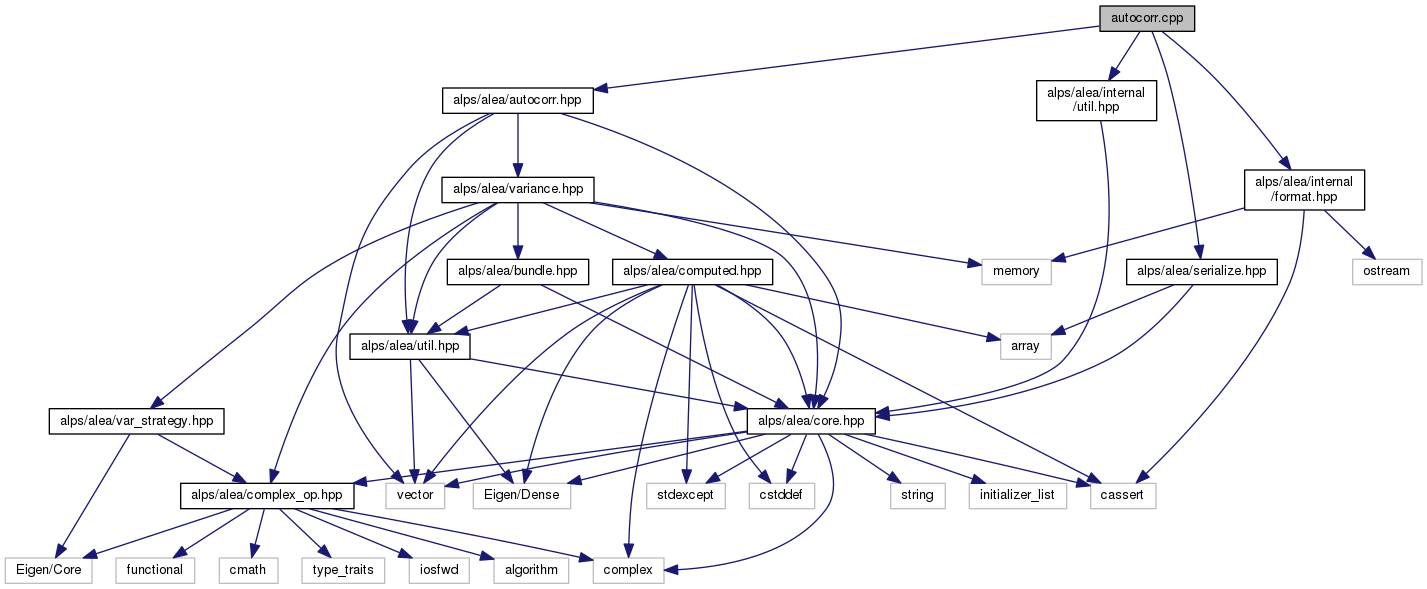 autocorr.cpp
alps/alea/autocorr.hpp
alps/alea/internal
/util.hpp
alps/alea/variance.hpp
alps/alea/internal
/format.hpp
alps/alea/bundle.hpp
alps/alea/computed.hpp
memory
alps/alea/serialize.hpp
ostream
alps/alea/util.hpp
array
alps/alea/var_strategy.hpp
alps/alea/core.hpp
alps/alea/complex_op.hpp
vector
Eigen/Dense
stdexcept
cstddef
string
initializer_list
cassert
Eigen/Core
functional
cmath
type_traits
iosfwd
algorithm
complex